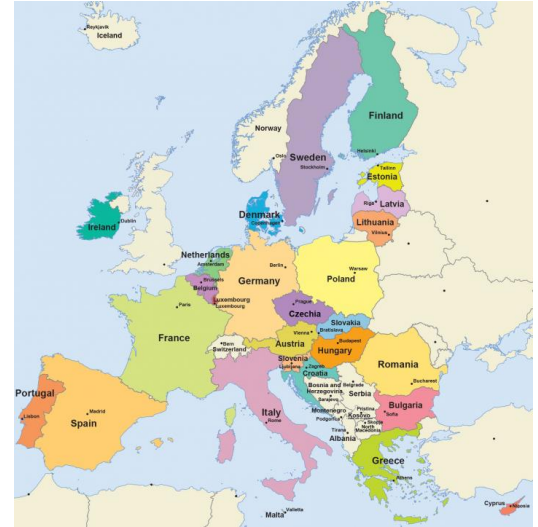 Reykjavik
Iceland
Finland
Norway
Oslo
Sweden
Stockholm
Helsinki
Tallinn
Estonia
Riga
Latvia
Lithuania
Vilnius
Denmark
Copenhagen
Dublin
Ireland
Netherlands
Amsterdam
Berlin
Germany
Warsaw
Poland
Brussels
Belgium
Luxembourg
Luxembourg
Prague
Czechia
Paris
France
Slovakia
Bratislava
Vienna
Austria
Budapest
Hungary
Bern
Switzerland
Slovenia
Ljubljana
Zagreb
Croatia
Romania
Bucharest
Belgrade
Bosnia and
Herzegovina
Sarajevo
Serbia
Montenegro
Podgorica
Pristina
Kosovo
Skopje
North
Macedonia
Bulgaria
Sofia
Tirana
Albania
Portugal
Lisbon
Madrid
Spain
Italy
Rome
Greece
Athens
Malta
Valletta
Cyprus
Nicosia